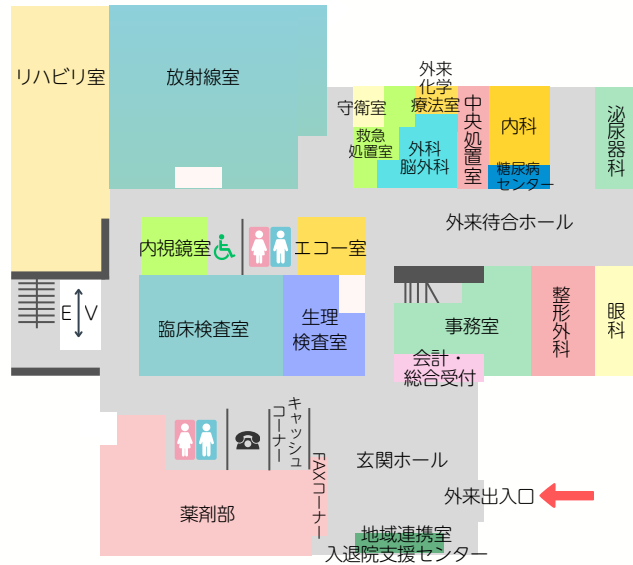 リハビリ室
放射線室
守衛室
外来
化学
療法室
救急
処置室
外科
脳外科
中央処置室
内科
糖尿病
センター
泌尿器科
外来待合ホール
内視鏡室
エコー室
E V
臨床検査室
生理
検査室
事務室
整形外科
眼科
会計・
総合受付
キャッシュ
コーナー
FAXコーナー
玄関ホール
薬剤部
外来出入口
地域連携室
入退院支援センター